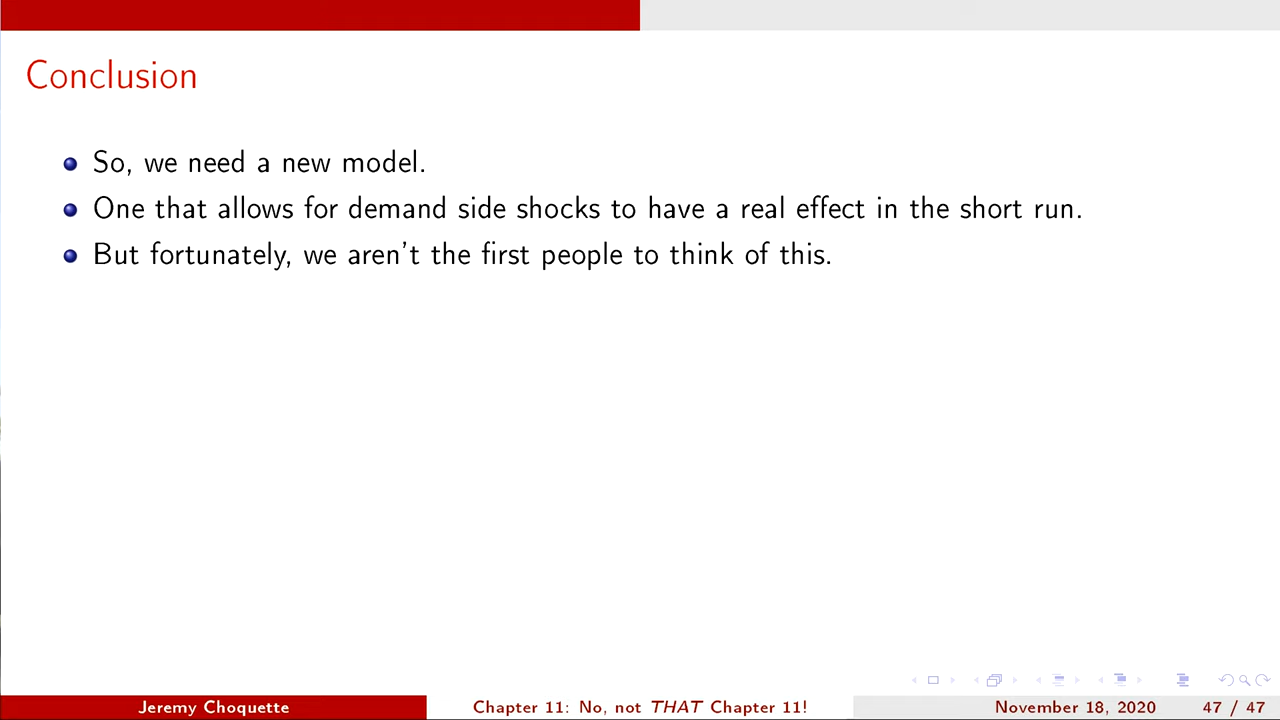 Conclusion
So, we need a new model.
One that allows for demand side shocks to have a real effect in the short run.
But fortunately, we aren't the first people to think of this.
Jeremy Choquette
Chapter 11: No, not THAT Chapter 11!
November 18, 2020
47 / 47